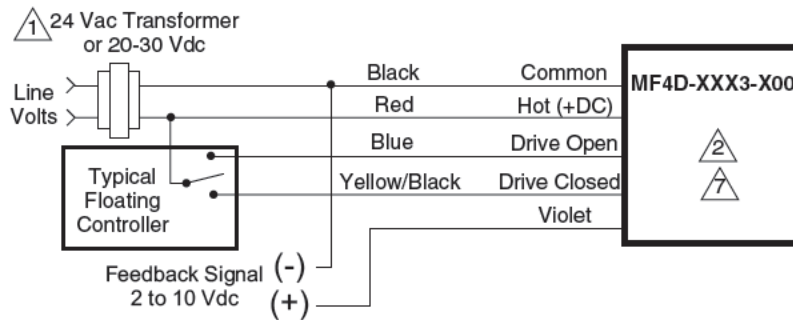 1 24 Vac Transformer
or 20-30 Vdc
Line
Volts
Black Common
Red Hot (+DC)
Blue Drive Open
Yellow/Black Drive Closed
Violet
MF4D-XXX3-X00
2
7
Typical
Floating
Controller
Feedback Signal (-)
2 to 10 Vdc (+)